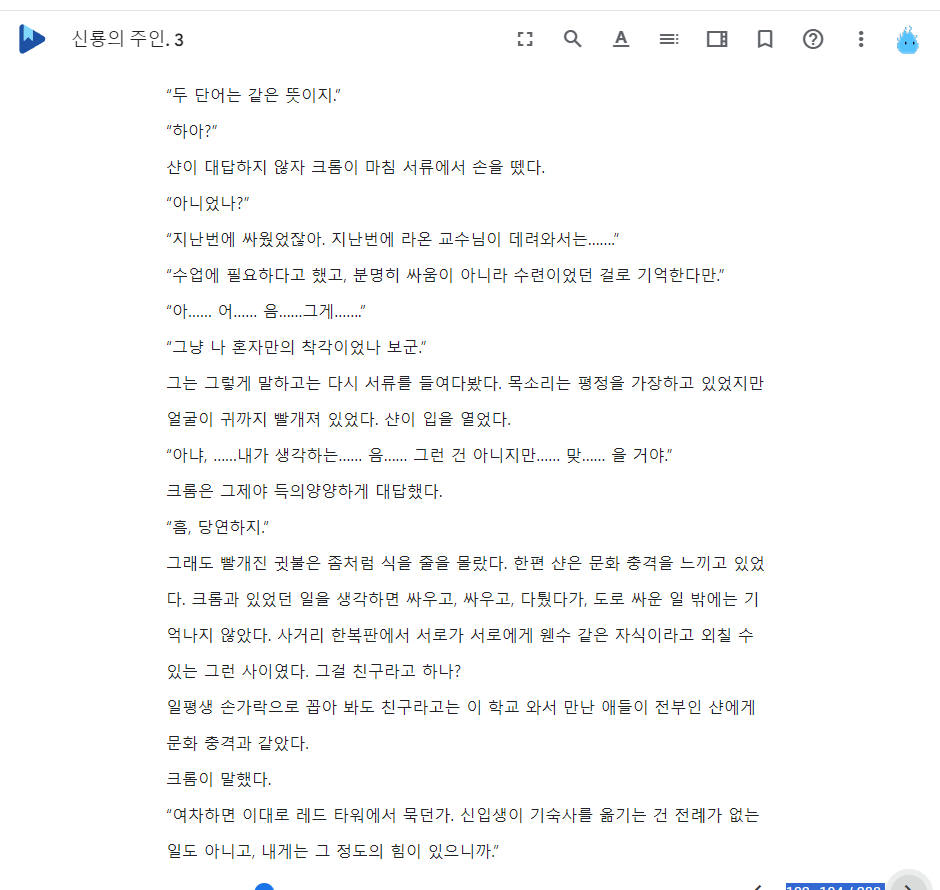 신룡의 주인. 3
“두 단어는 같은 뜻이지.”
“하아?”
샨이 대답하지 않자 크롬이 마침 서류에서 손을 뗐다.
“아니었나?”
“지난번에 싸웠었잖아. 지난번에 라온 교수님이 데려와서는…….”
“수업에 필요하다고 했고, 분명히 싸움이 아니라 수련이었던 걸로 기억한다만.”
“아…… 어…… 음……그게…….”
“그냥 나 혼자만의 착각이었나 보군.”
그는 그렇게 말하고는 다시 서류를 들여다봤다. 목소리는 평정을 가장하고 있었지만
얼굴이 귀까지 빨개져 있었다. 샨이 입을 열었다.
“아냐, ……내가 생각하는…… 음…… 그런 건 아니지만…… 맞…… 을 거야.”
크롬은 그제야 득의양양하게 대답했다.
“흠, 당연하지.”
그래도 빨개진 귓불은 좀처럼 식을 줄을 몰랐다. 한편 샨은 문화 충격을 느끼고 있었
다. 크롬과 있었던 일을 생각하면 싸우고, 싸우고, 다퉜다가, 도로 싸운 일 밖에는 기
억나지 않았다. 사거리 한복판에서 서로가 서로에게 웬수 같은 자식이라고 외칠 수
있는 그런 사이였다. 그걸 친구라고 하나?
일평생 손가락으로 꼽아 봐도 친구라고는 이 학교 와서 만난 애들이 전부인 샨에게
문화 충격과 같았다.
크롬이 말했다.
“여차하면 이대로 레드 타워에서 묵던가. 신입생이 기숙사를 옮기는 건 전례가 없는
일도 아니고, 내게는 그 정도의 힘이 있으니까.”